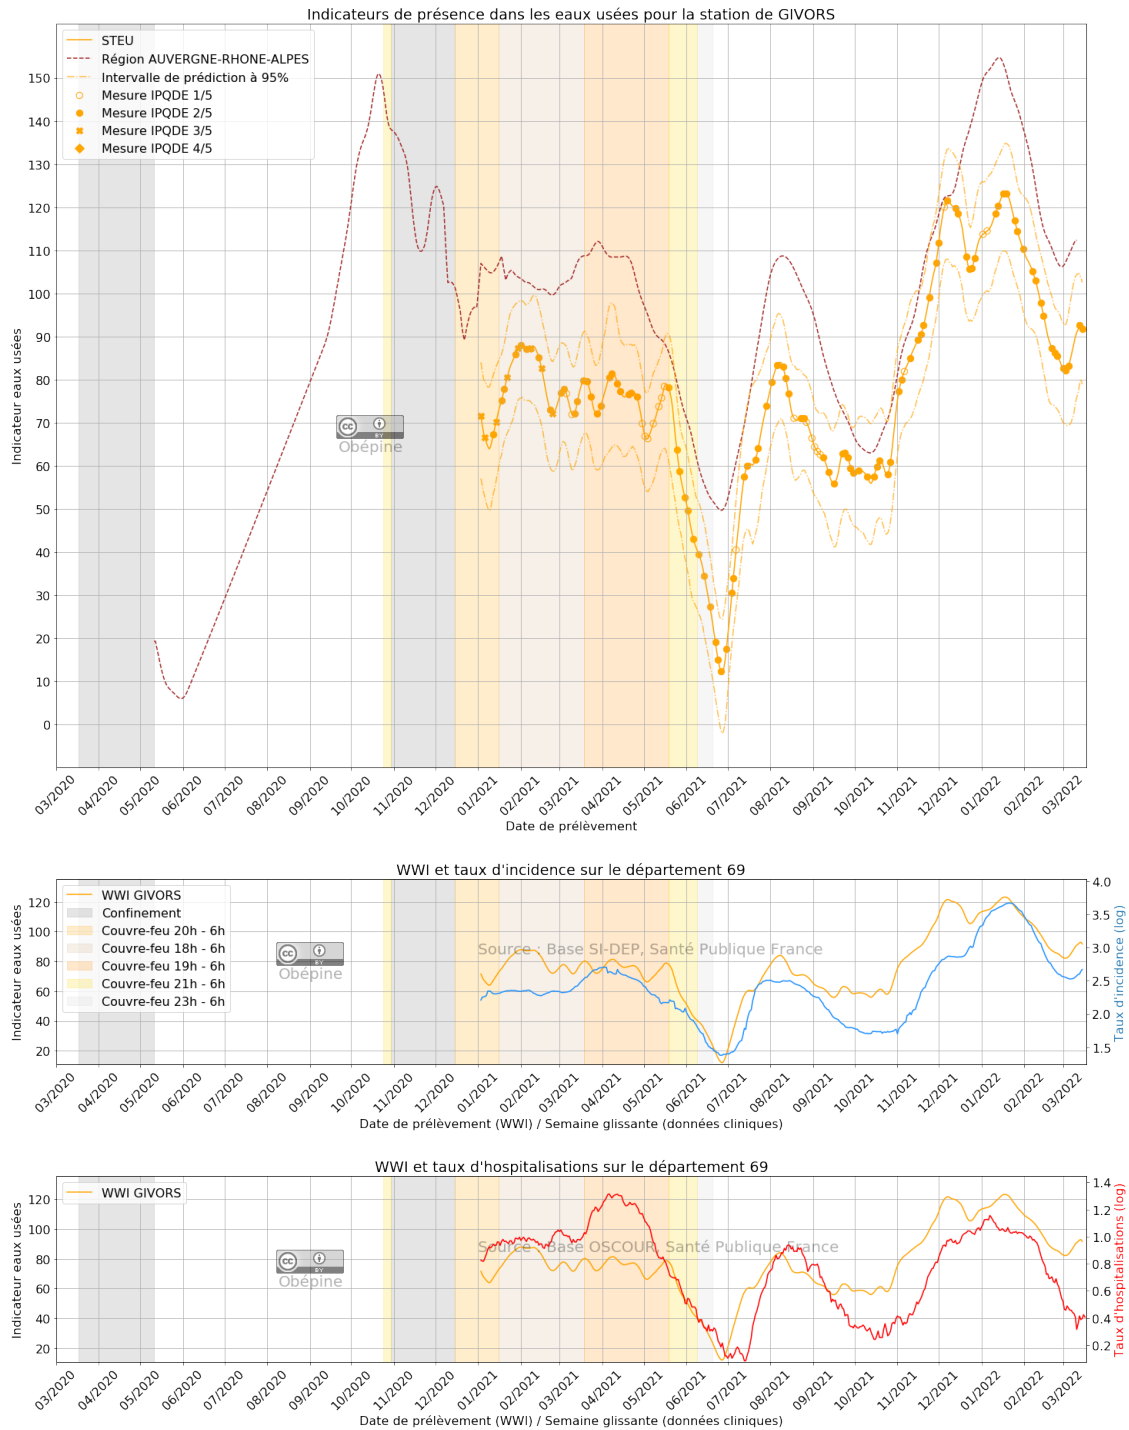 Indicateurs de présence dans les eaux usées pour la station de GIVORS
STEU
Région AUVERGNE-RHONE-ALPES
Intervalle de prédiction à 95%
Mesure IPQDE 1/5
Mesure IPQDE 2/5
Mesure IPQDE 3/5
Mesure IPQDE 4/5
Indicateur eaux usées
150
140
130
120
110
100
90
80
70
60
50
40
30
20
10
0
cc BY
Obépine
03/2020 04/2020 05/2020 06/2020 07/2020 08/2020 09/2020 10/2020 11/2020 12/2020 01/2021 02/2021 03/2021 04/2021 05/2021 06/2021 07/2021 08/2021 09/2021 10/2021 11/2021 12/2021 01/2022 02/2022 03/2022
Date de prélèvement
WWI et taux d'incidence sur le département 69
WWI GIVORS
Confinement
Couvre-feu 20h - 6h
Couvre-feu 18h - 6h
Couvre-feu 19h - 6h
Couvre-feu 21h - 6h
Couvre-feu 23h - 6h
Indicateur eaux usées
120
100
80
60
40
20
cc BY
Obépine
Source : Base SI-DEP, Santé Publique France
4.0
3.5
3.0
2.5
2.0
1.5
Taux d'incidence (log)
03/2020 04/2020 05/2020 06/2020 07/2020 08/2020 09/2020 10/2020 11/2020 12/2020 01/2021 02/2021 03/2021 04/2021 05/2021 06/2021 07/2021 08/2021 09/2021 10/2021 11/2021 12/2021 01/2022 02/2022 03/2022
Date de prélèvement (WWI) / Semaine glissante (données cliniques)
WWI et taux d'hospitalisations sur le département 69
WWI GIVORS
Indicateur eaux usées
120
100
80
60
40
20
cc BY
Obépine
Source : Base OSCOUR, Santé Publique France
1.4
1.2
1.0
0.8
0.6
0.4
0.2
Taux d'hospitalisations (log)
03/2020 04/2020 05/2020 06/2020 07/2020 08/2020 09/2020 10/2020 11/2020 12/2020 01/2021 02/2021 03/2021 04/2021 05/2021 06/2021 07/2021 08/2021 09/2021 10/2021 11/2021 12/2021 01/2022 02/2022 03/2022
Date de prélèvement (WWI) / Semaine glissante (données cliniques)